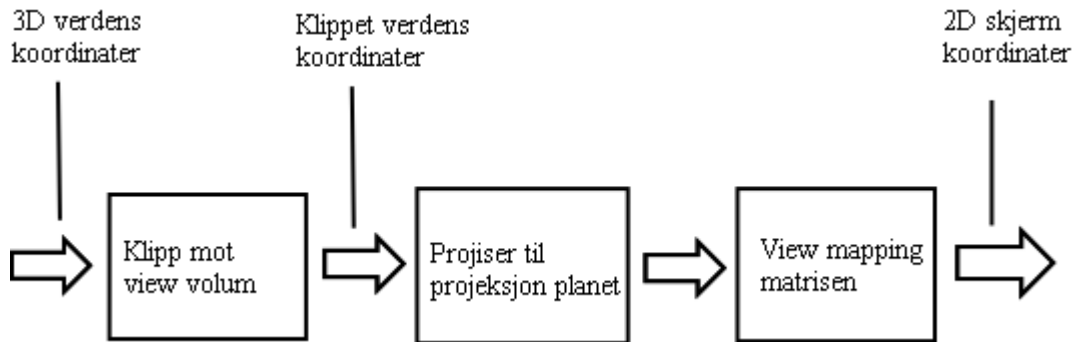 3D verdens
koordinater
Klippet verdens
koordinater
2D skjerm
koordinater
Klipp mot
view volum
Projiser til
projeksjon planet
View mapping
matrisen